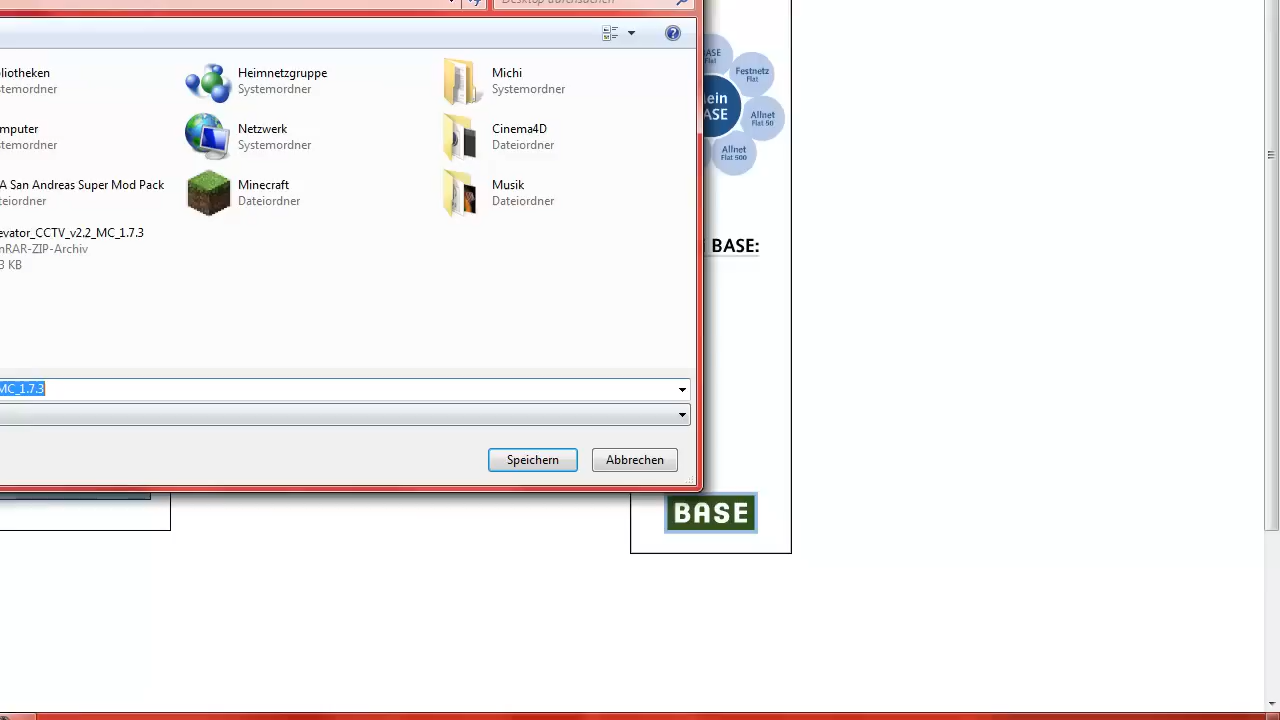 Desktop durchsuchen
liotheken
stemordner
Heimnetzgruppe
Systemordner
Michi
Systemordner
mputer
stemordner
Netzwerk
Systemordner
Cinema4D
Dateiordner
A San Andreas Super Mod Pack
teiordner
Minecraft
Dateiordner
Musik
Dateiordner
evator_CCTV_v2.2_MC_1.7.3
nRAR-ZIP-Archiv
3 KB
MC_1.7.3
Speichern
Abbrechen
ASE
Flat
Festnetz
Flat
ein
BASE
Allnet
Flat 50
Allnet
Flat 500
BASE:
BASE